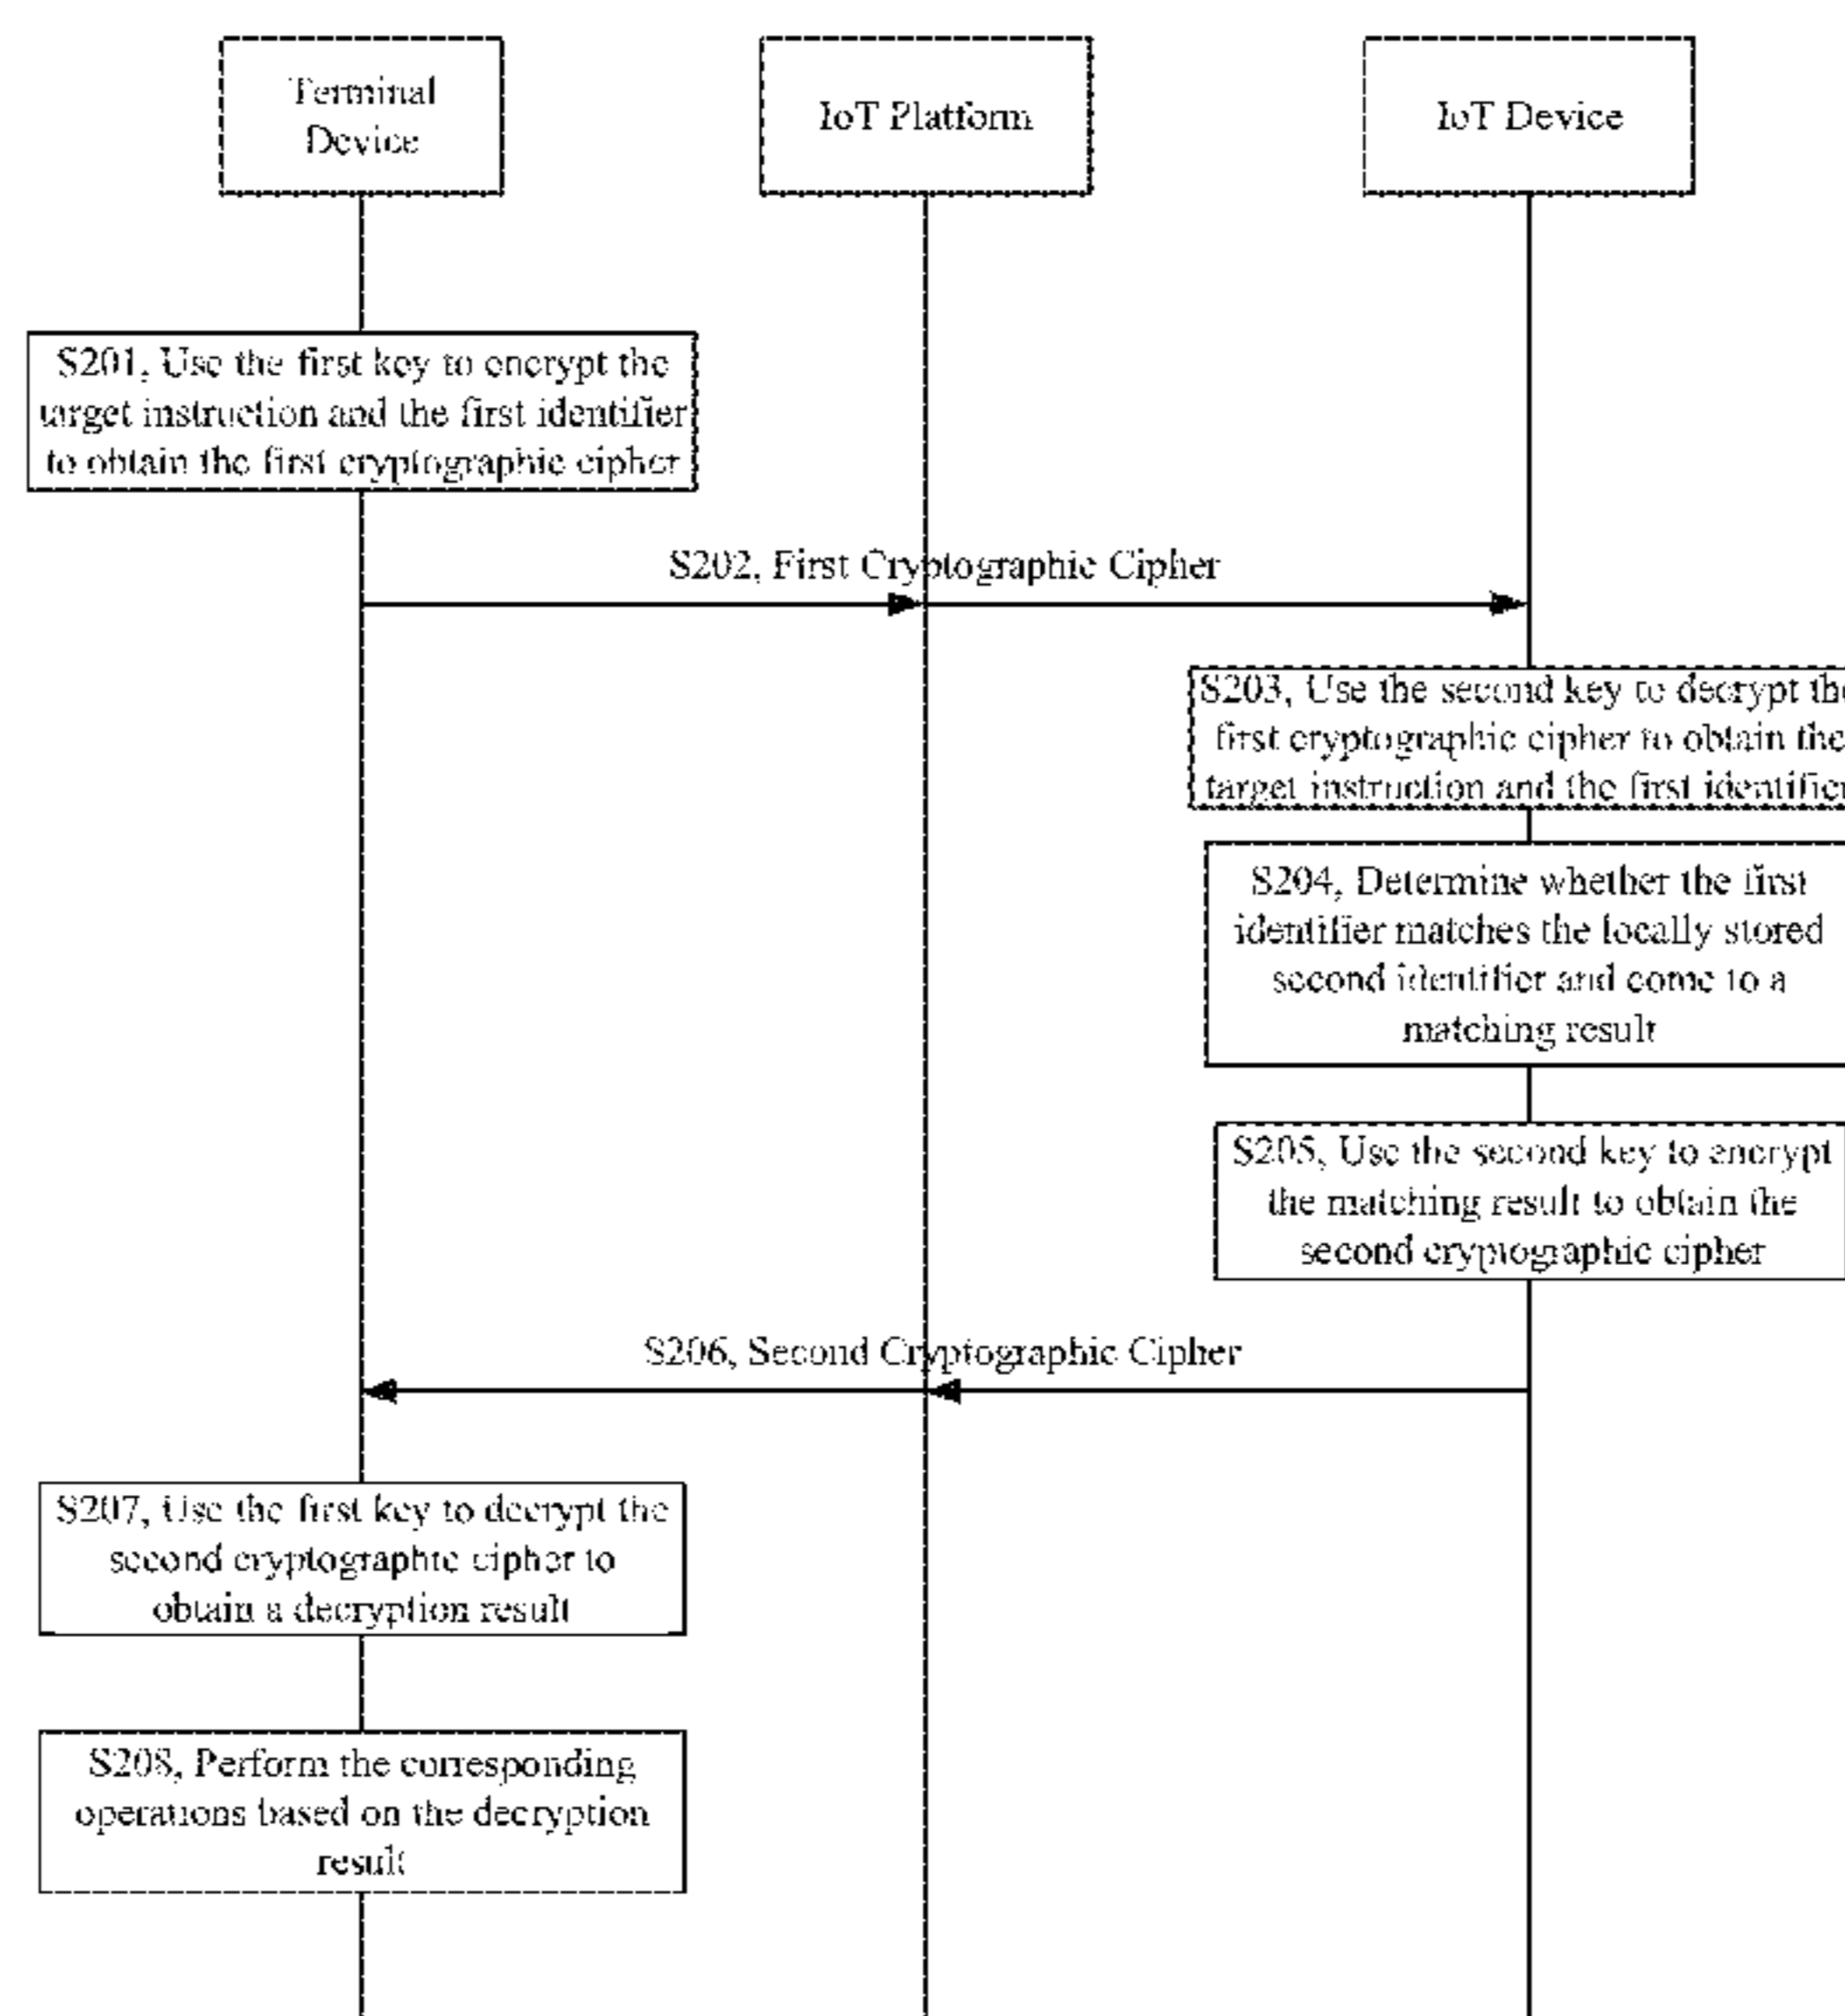 Terminal
Device
IoT Platform
IoT Device
S201, Use the first key to encrypt the
target instruction and the first identifier
to obtain the first cryptographic cipher
S202, First Cryptographic Cipher
S203, Use the second key to decrypt the
first cryptographic cipher to obtain the
target instruction and the first identifier
S204, Determine whether the first
identifier matches the locally stored
second identifier and come to a
matching result
S205, Use the second key to encrypt
the matching result to obtain the
second cryptographic cipher
S206, Second Cryptographic Cipher
S207, Use the first key to decrypt the
second cryptographic cipher to
obtain a decryption result
S208, Perform the corresponding
operations based on the decryption
result